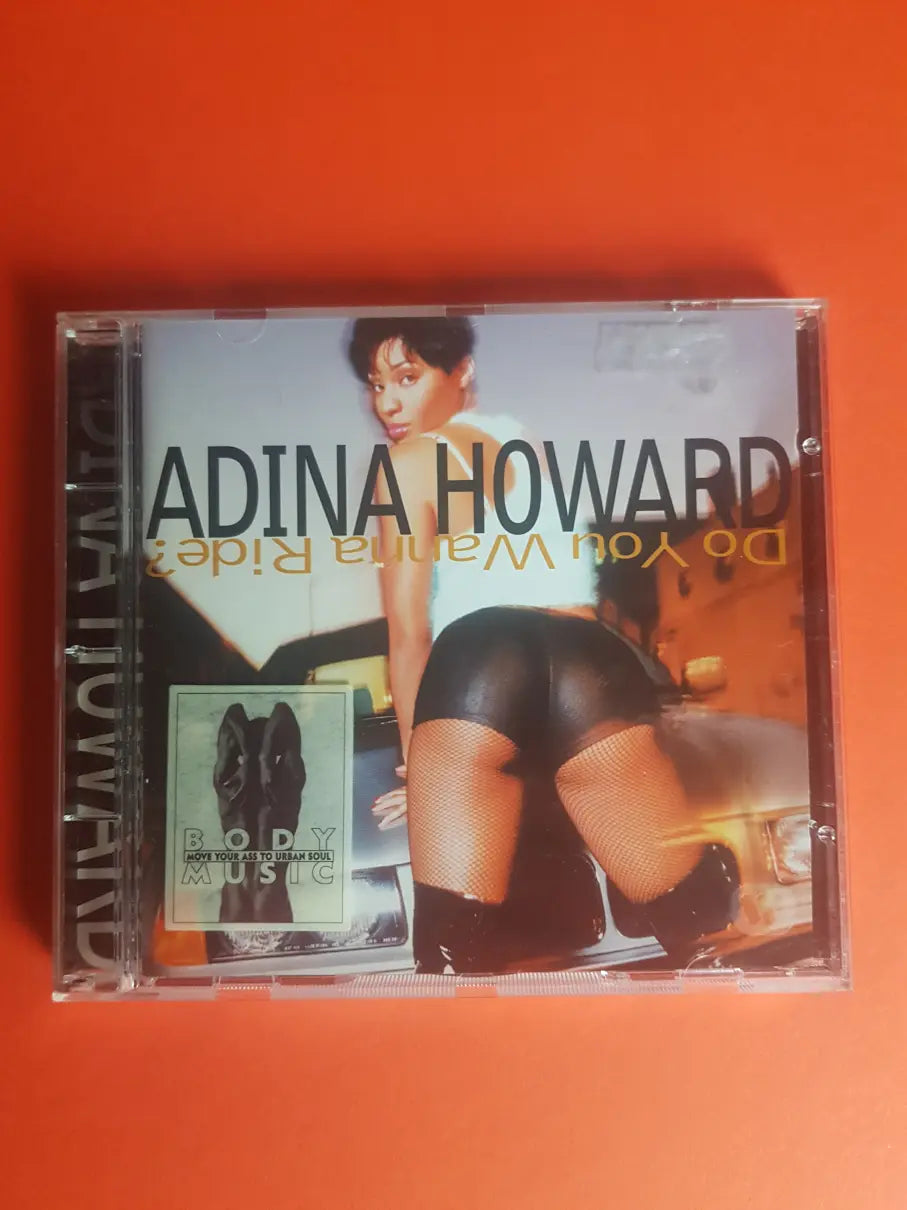 ADINA HOWARD
ADINA HOWARD
Do You Wanna Ride?
BODY
MOVE YOUR ASS TO URBAN SOUL
MUSIC